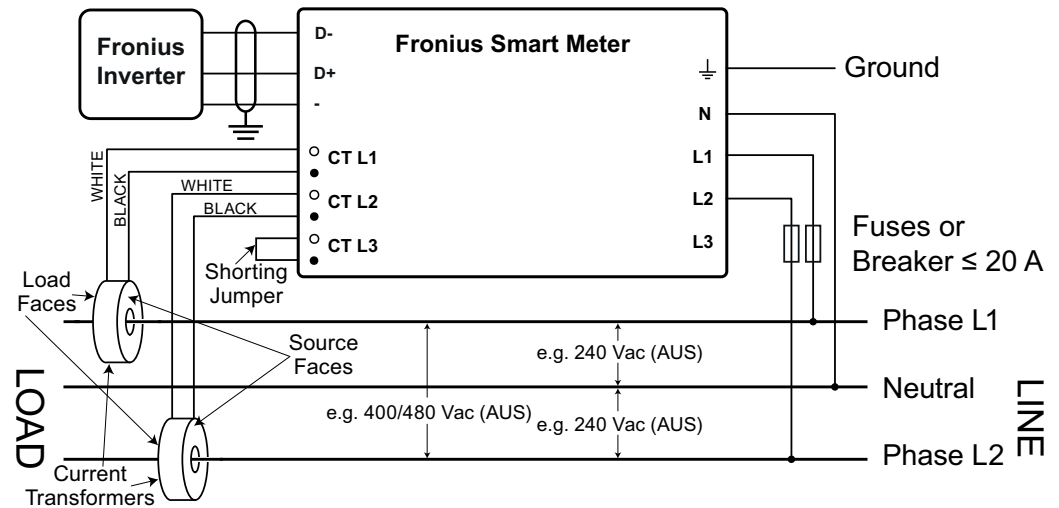 Fronius
Inverter
D-
D+
-
Fronius Smart Meter
Ground
N
L1
L2
L3
CT L1
CT L2
CT L3
WHITE
BLACK
WHITE
BLACK
Shorting
Jumper
Fuses or
Breaker ≤ 20 A
Load
Faces
Source
Faces
Phase L1
e.g. 240 Vac (AUS)
Neutral
e.g. 400/480 Vac (AUS)
e.g. 240 Vac (AUS)
Phase L2
LOAD
LINE
Current
Transformers